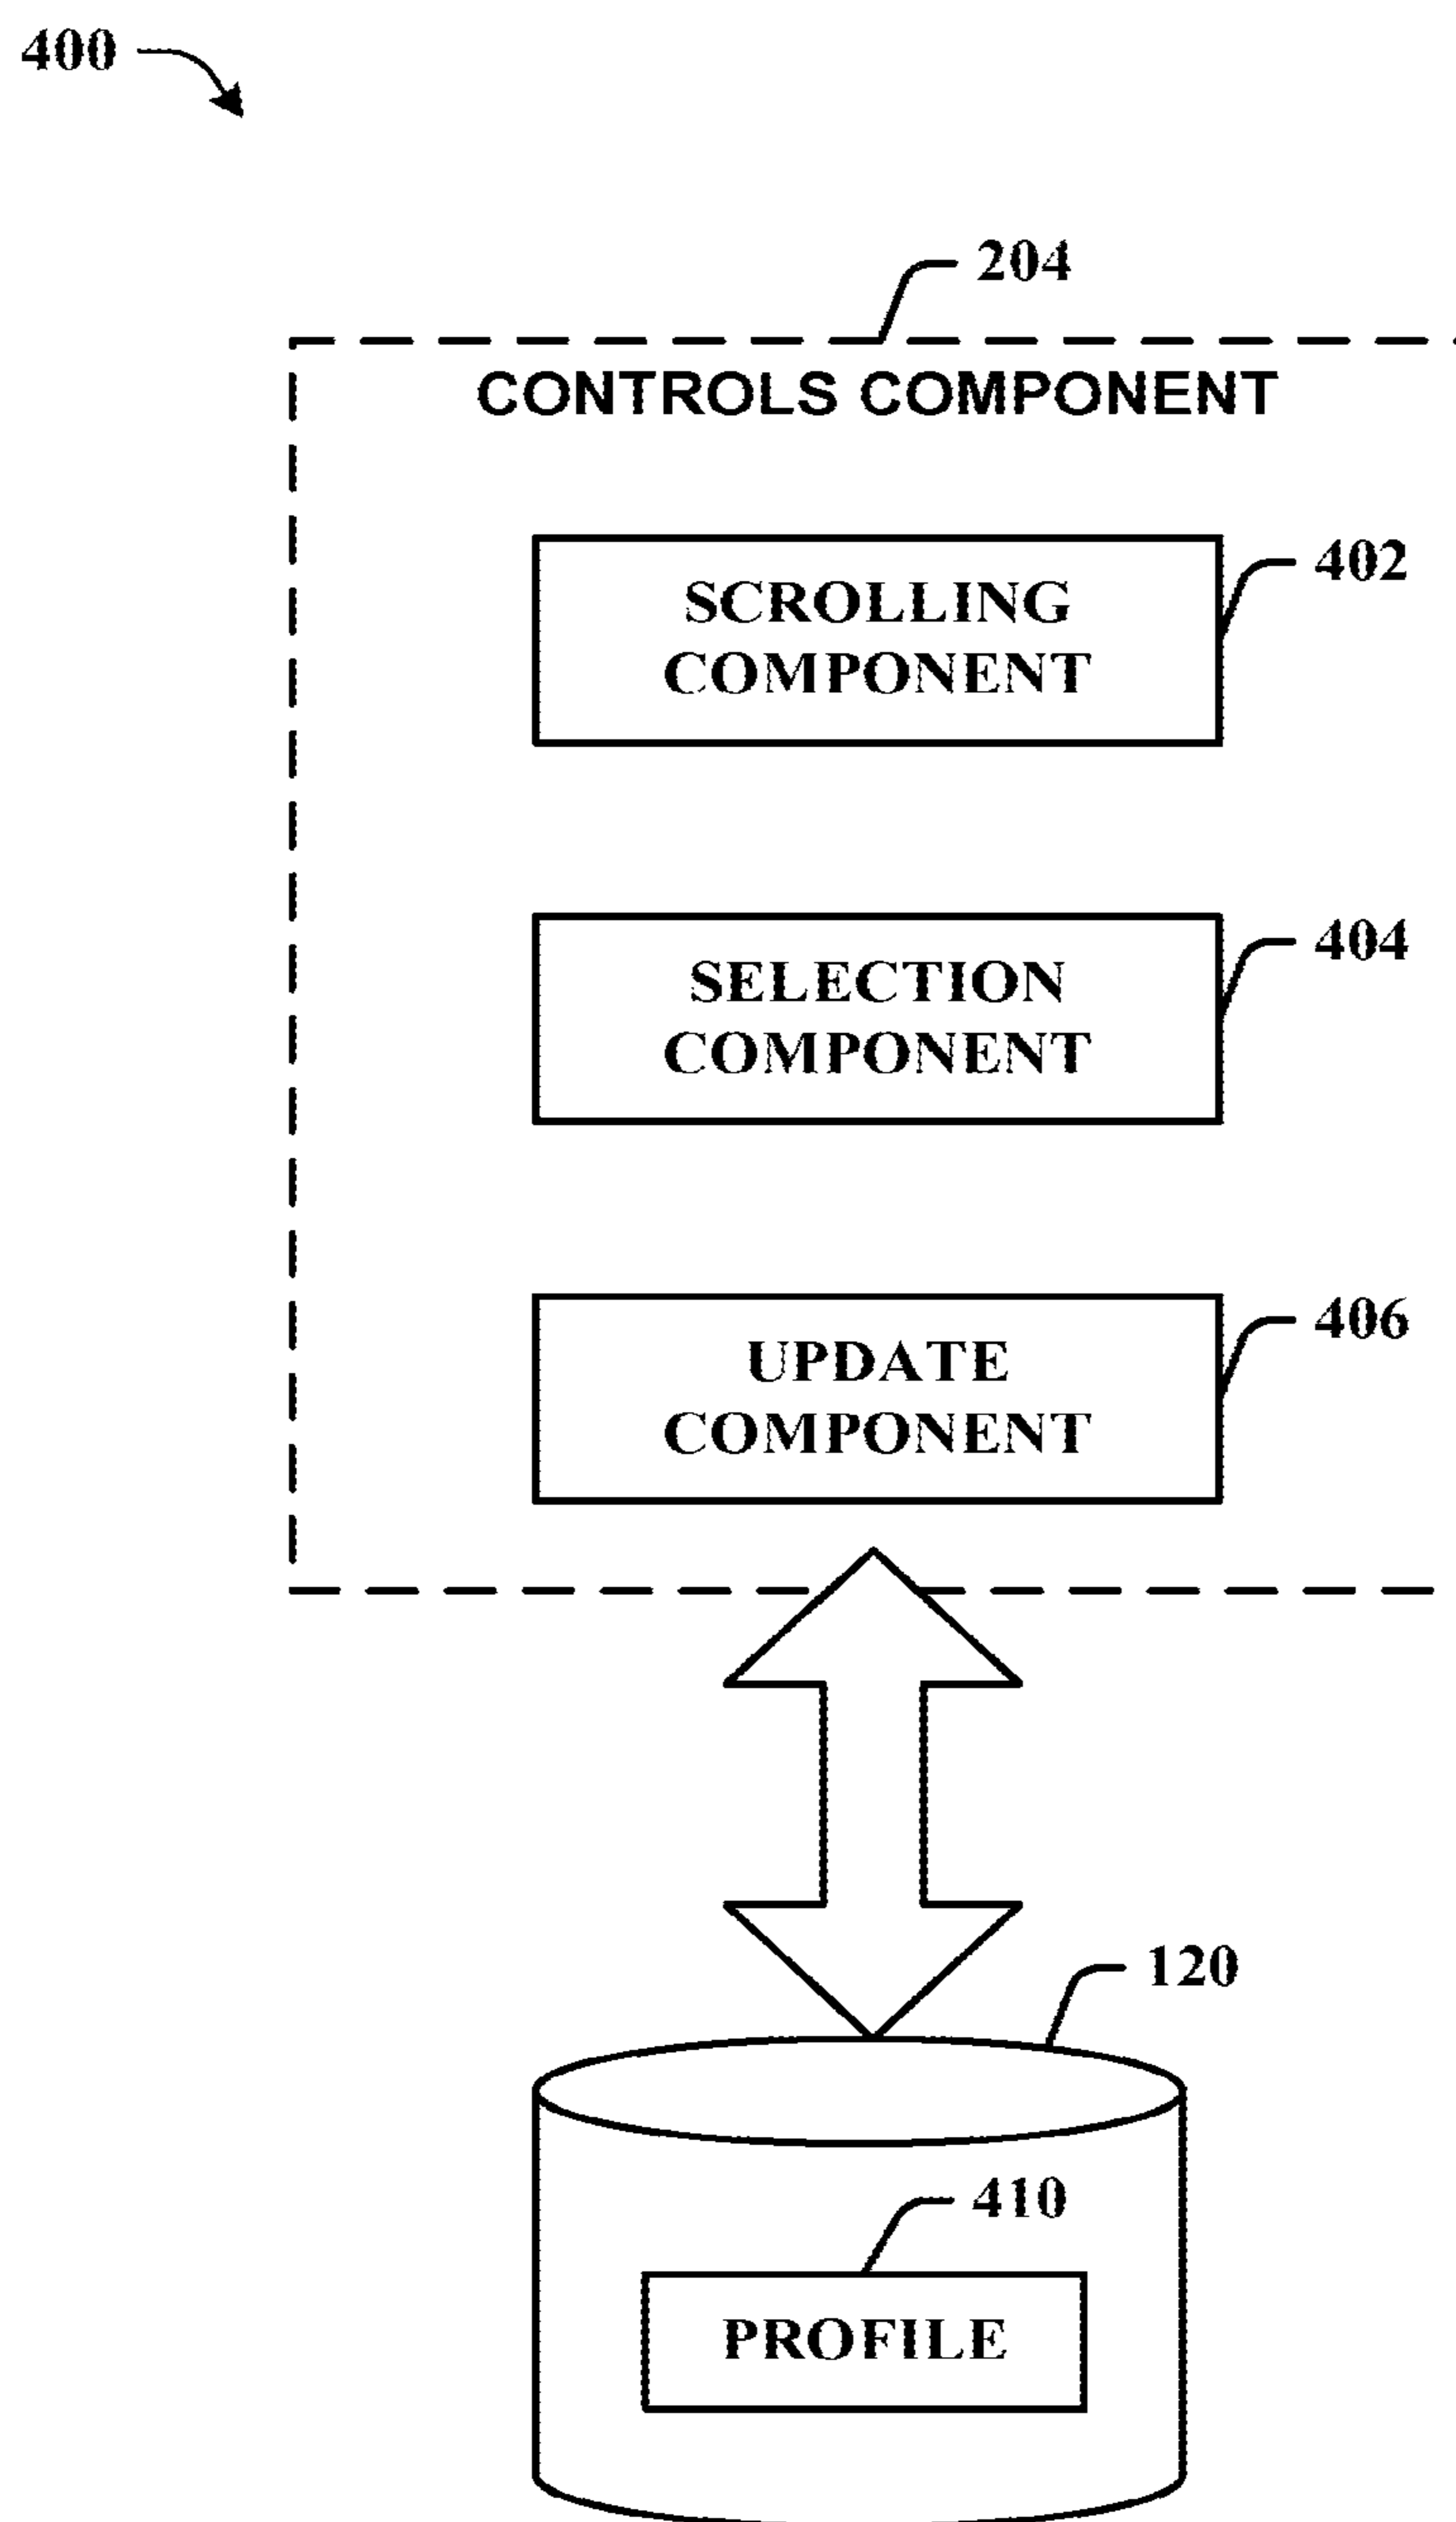 400
204
CONTROLS COMPONENT
402
SCROLLING
COMPONENT
404
SELECTION
COMPONENT
406
UPDATE
COMPONENT
120
410
PROFILE